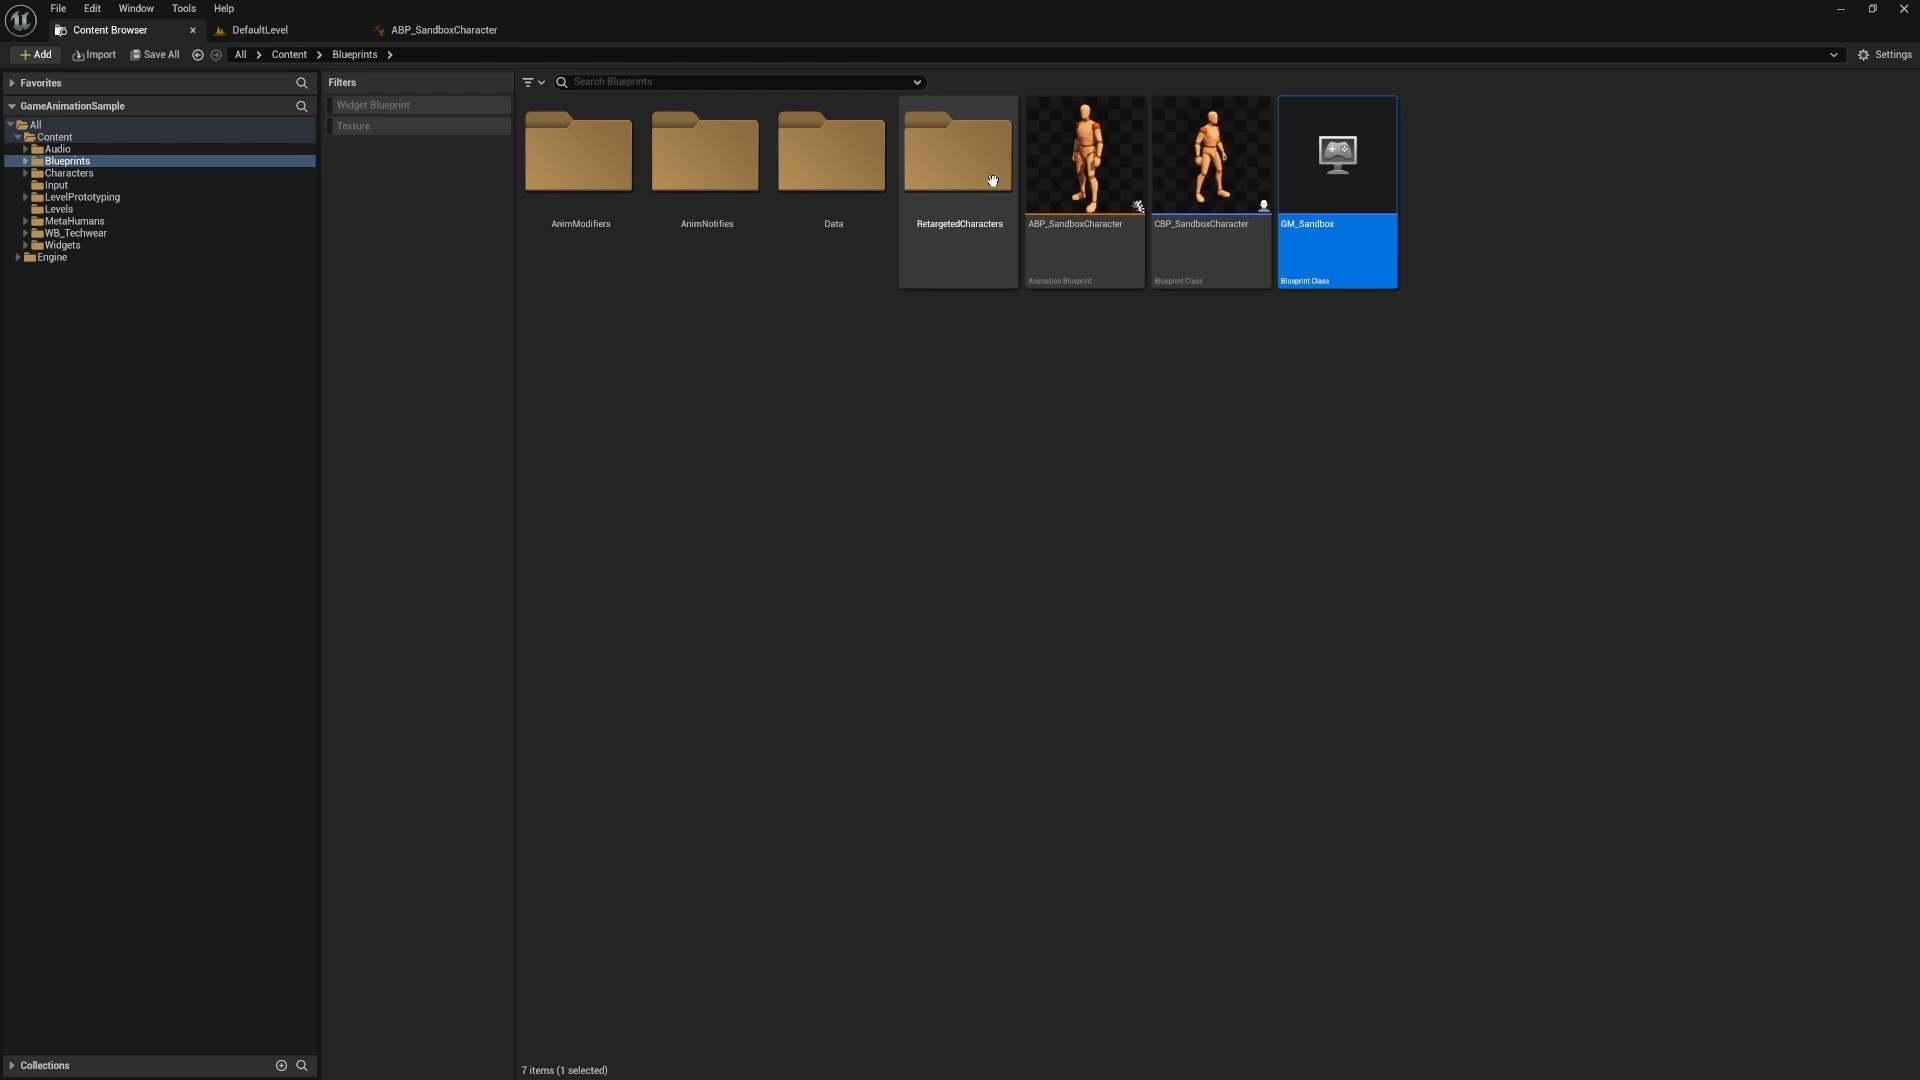 File Edit Window Tools Help
Content Browser DefaultLevel ABP_SandboxCharacter
Add Import Save All All Content Blueprints Settings
Favorites Filters Search Blueprints
GameAnimationSample Widget Blueprint
All Texture
Content
Audio
Blueprints
Characters
Input
LevelPrototyping
Levels
MetaHumans
WB_Techwear
Widgets
Engine
AnimModifiers AnimNotifies Data RetargetedCharacters ABP_SandboxCharacter CBP_SandboxCharacter GM_Sandbox
Animation Blueprint Blueprint Class Blueprint Class
Collections
7 items (1 selected)